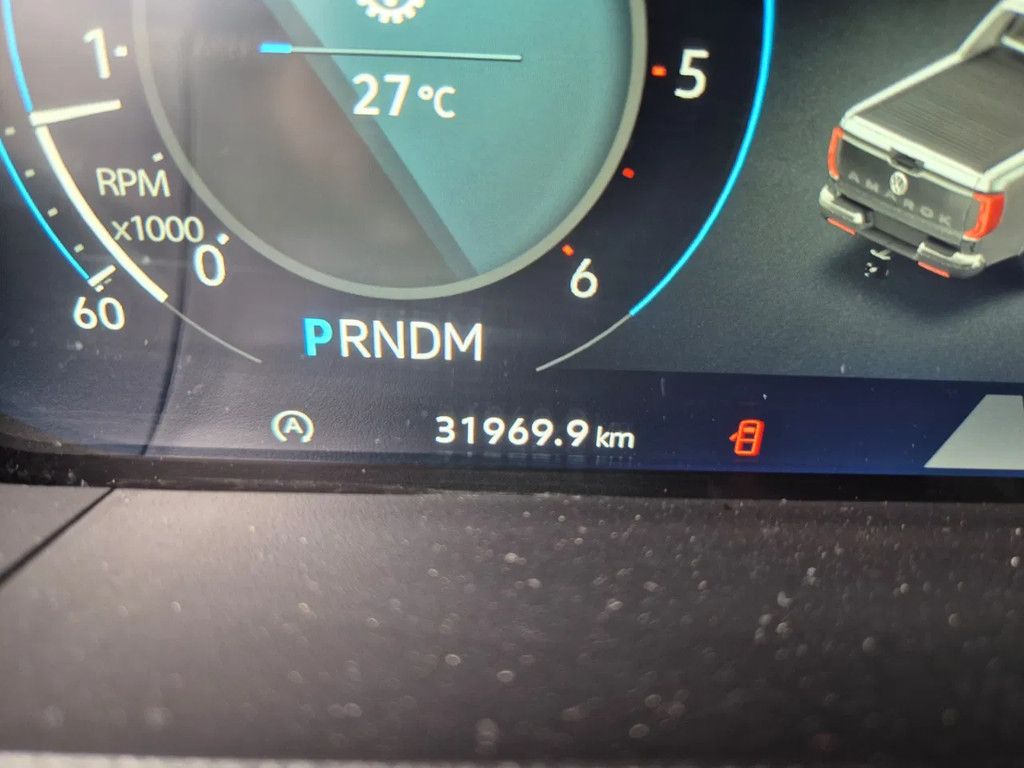 1
5
27 °C
RPM
x1000
0
60
6
PRNDM
A
31969.9 km
AMAROK